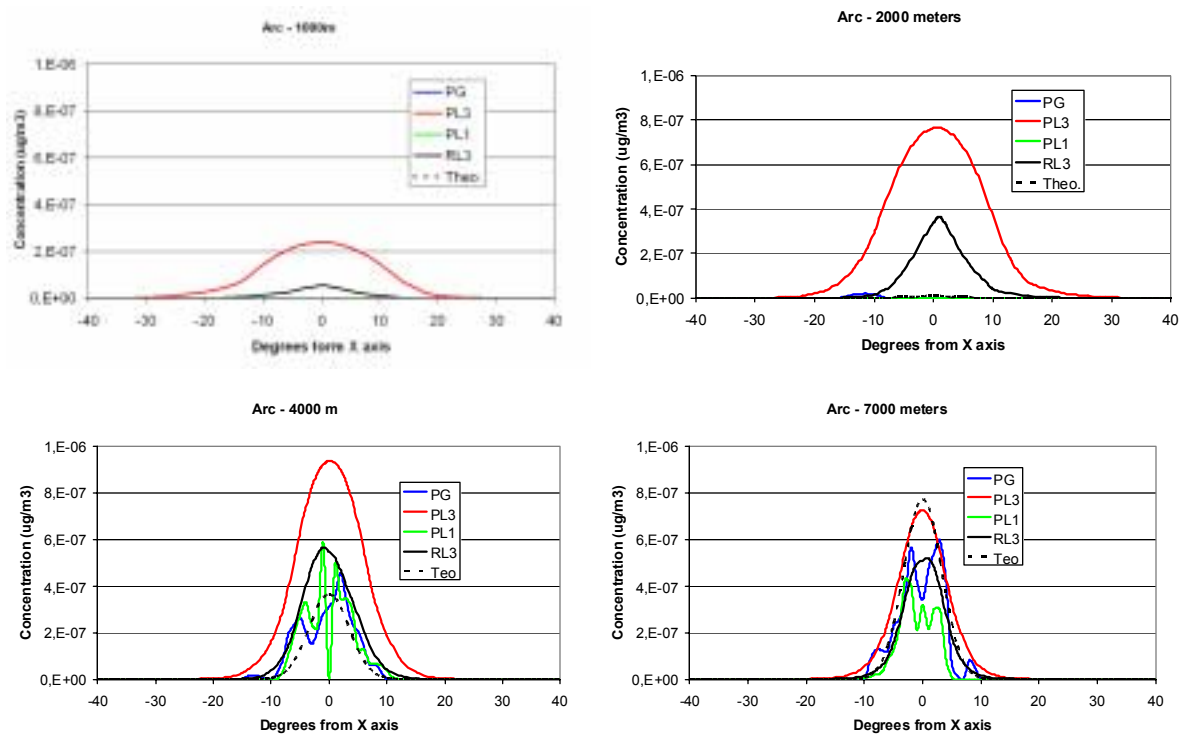 Arc - 1000m
1.E-06
8.E-07
6.E-07
4.E-07
2.E-07
0.E+00
Concentration (ug/m3)
PG
PL3
PL1
RL3
Theo.
-40 -30 -20 -10 0 10 20 30 40
Degrees X axis
Arc - 2000 meters
1,E-06
8,E-07
6,E-07
4,E-07
2,E-07
0,E+00
Concentration (ug/m3)
PG
PL3
PL1
RL3
Theo.
-40 -30 -20 -10 0 10 20 30 40
Degrees from X axis
Arc - 4000 m
1,E-06
8,E-07
6,E-07
4,E-07
2,E-07
0,E+00
Concentration (ug/m3)
PG
PL3
PL1
RL3
Teo
-40 -30 -20 -10 0 10 20 30 40
Degrees from X axis
Arc - 7000 meters
1,E-06
8,E-07
6,E-07
4,E-07
2,E-07
0,E+00
Concentration (ug/m3)
PG
PL3
PL1
RL3
Teo
-40 -30 -20 -10 0 10 20 30 40
Degrees from X axis